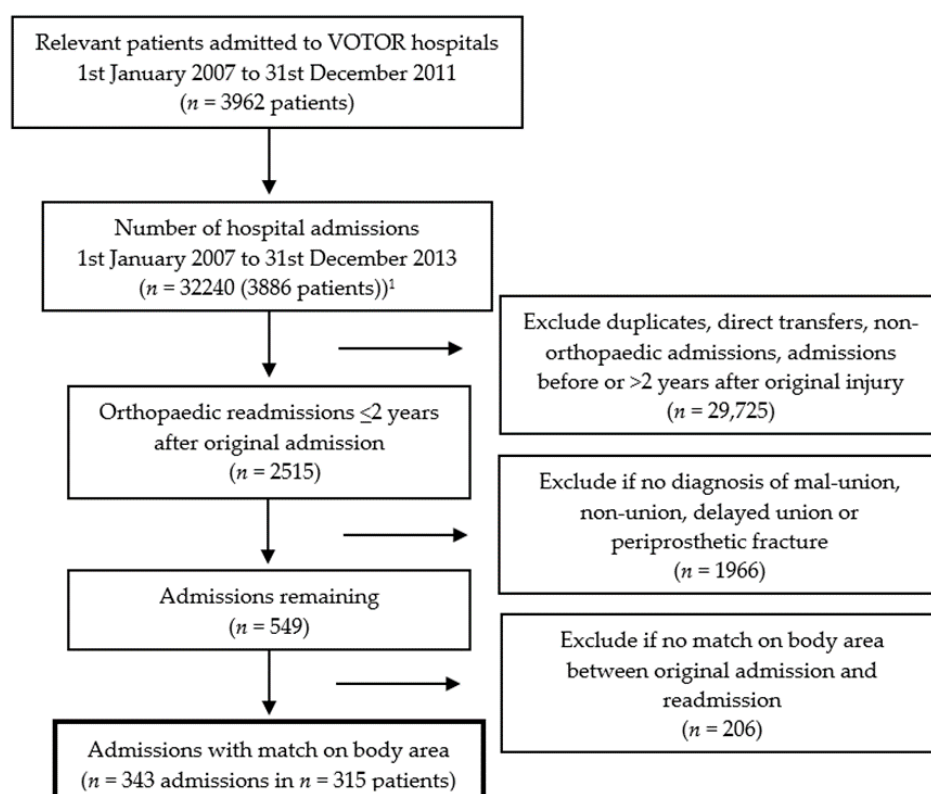 Relevant patients admitted to VOTOR hospitals
1st January 2007 to 31st December 2011
(n = 3962 patients)
Number of hospital admissions
1st January 2007 to 31st December 2013
(n = 32240 (3886 patients))¹
Exclude duplicates, direct transfers, non-
orthopaedic admissions, admissions
before or >2 years after original injury
(n = 29,725)
Orthopaedic readmissions ≤2 years
after original admission
(n = 2515)
Exclude if no diagnosis of mal-union,
non-union, delayed union or
periprosthetic fracture
(n = 1966)
Admissions remaining
(n = 549)
Exclude if no match on body area
between original admission and
readmission
(n = 206)
Admissions with match on body area
(n = 343 admissions in n = 315 patients)